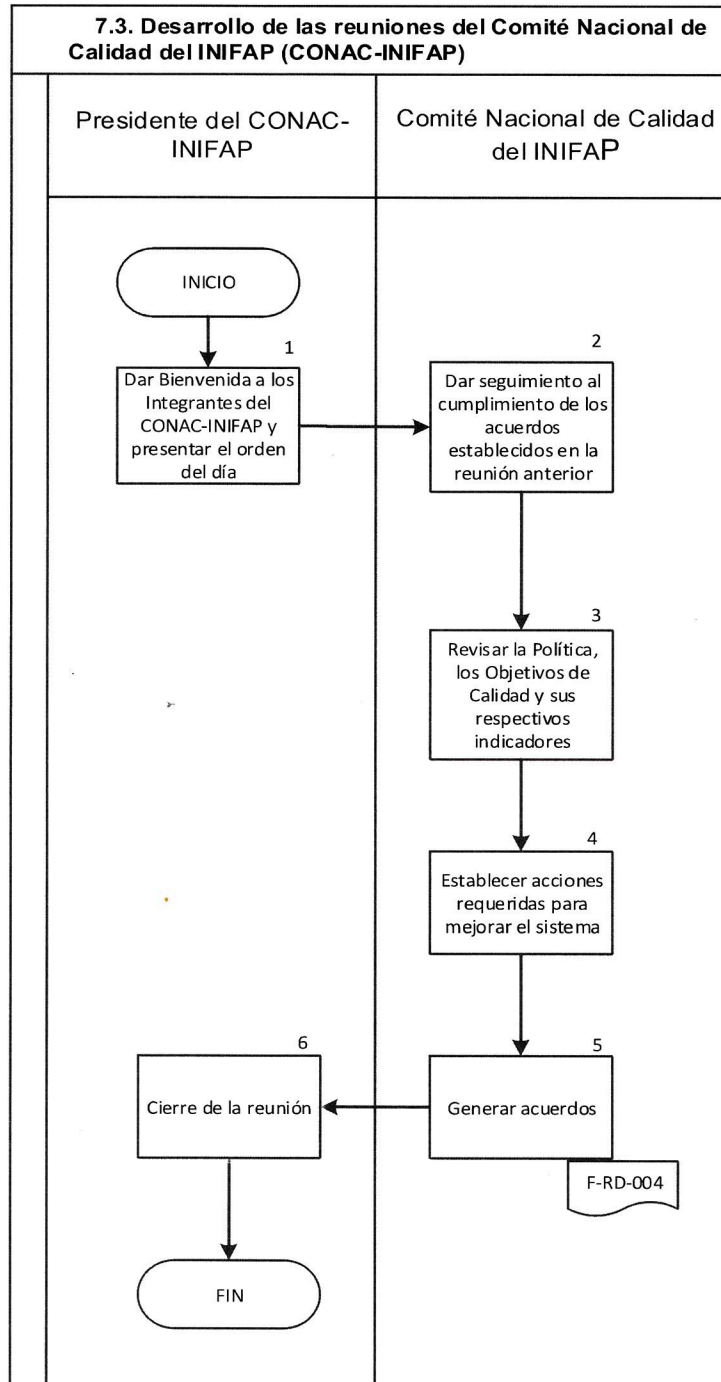 7.3. Desarrollo de las reuniones del Comité Nacional de
Calidad del INIFAP (CONAC-INIFAP)
Presidente del CONAC-
INIFAP
Comité Nacional de Calidad
del INIFAP
INICIO
1
Dar Bienvenida a los
Integrantes del
CONAC-INIFAP y
presentar el orden
del día
2
Dar seguimiento al
cumplimiento de los
acuerdos
establecidos en la
reunión anterior
3
Revisar la Política,
los Objetivos de
Calidad y sus
respectivos
indicadores
4
Establecer acciones
requeridas para
mejorar el sistema
5
Generar acuerdos
F-RD-004
6
Cierre de la reunión
FIN